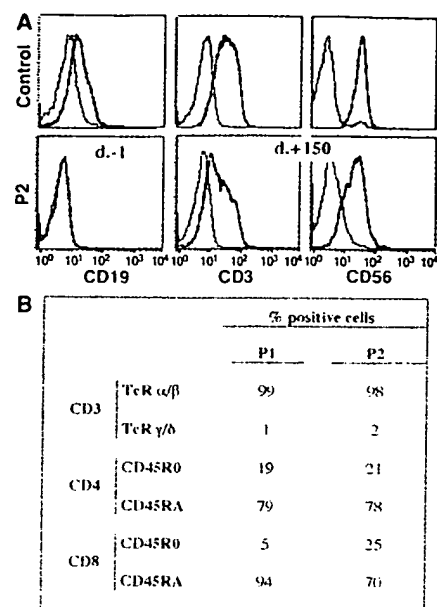 A
Control
P2
d.-1
d.+150
10⁰ 10¹ 10² 10³ 10⁴
10⁰ 10¹ 10² 10³ 10⁴
10⁰ 10¹ 10² 10³ 10⁴
CD19
CD3
CD56
B
% positive cells
P1 P2
CD3
TcR α/β 99 98
TcR γ/δ 1 2
CD4
CD45R0 19 21
CD45RA 79 78
CD8
CD45R0 5 25
CD45RA 94 70